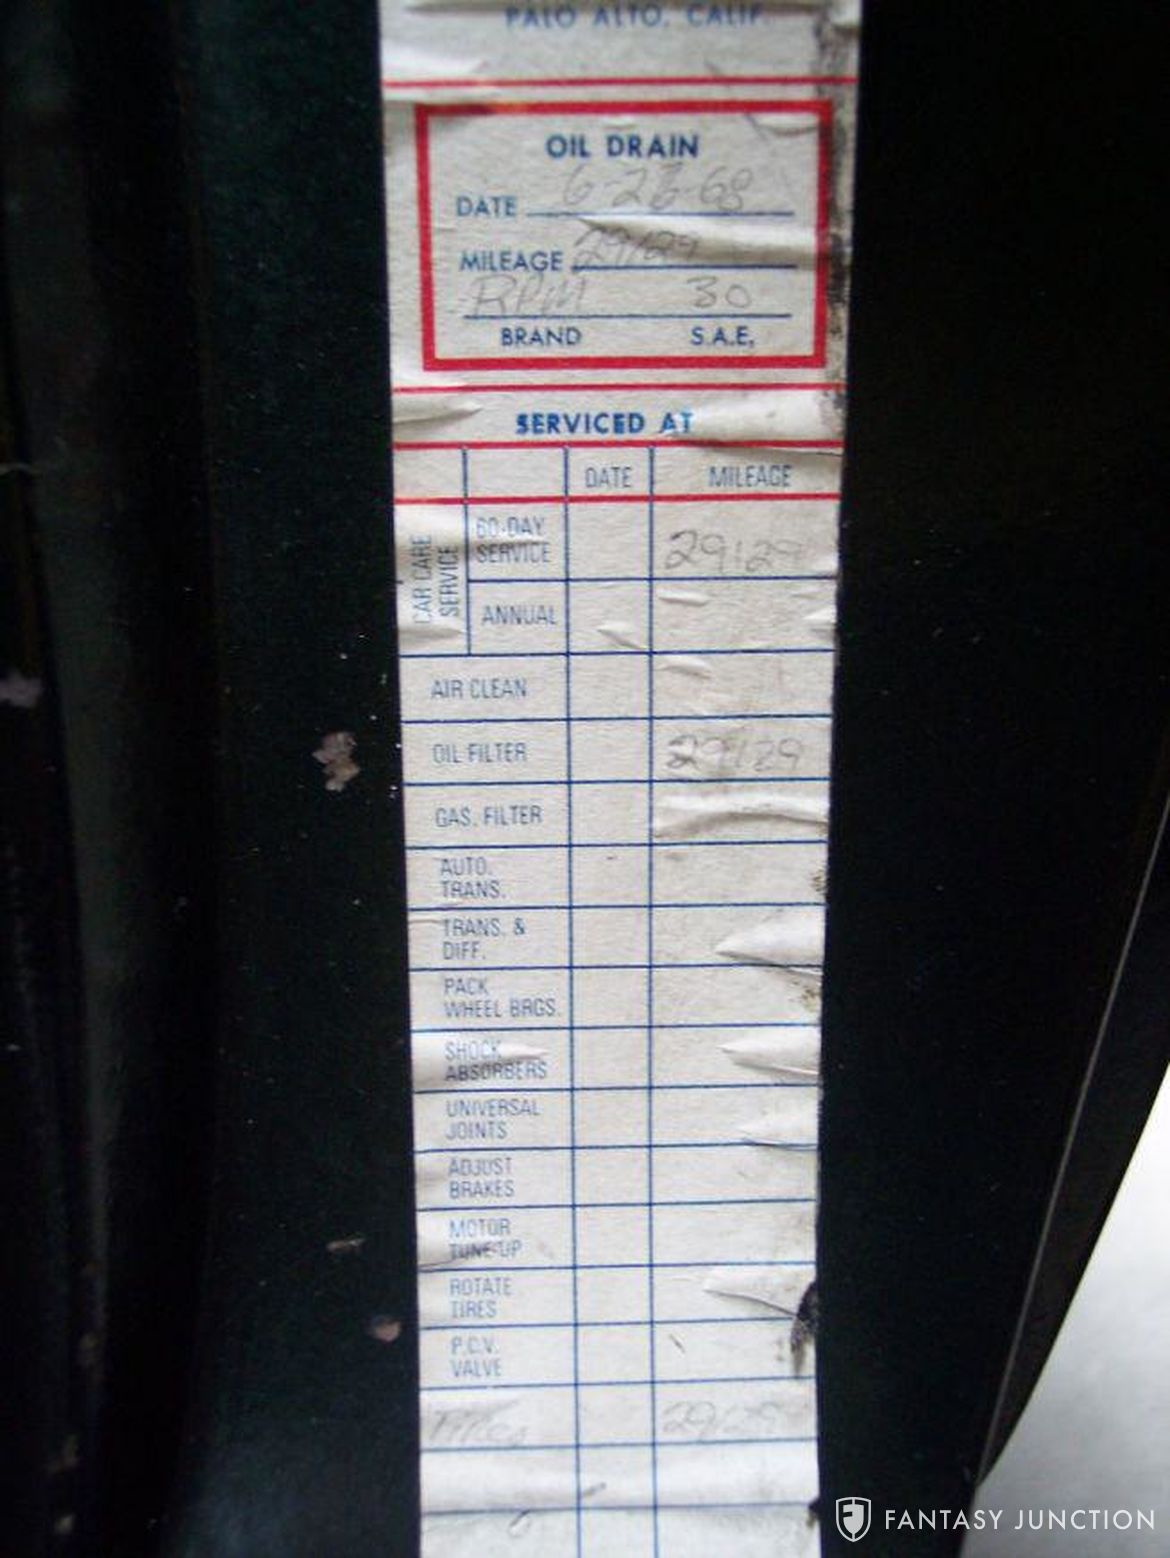 PALO ALTO, CALIF.
OIL DRAIN
DATE 6-28-68
MILEAGE 29129
RPM 30
BRAND S.A.E.
SERVICED AT
DATE MILEAGE
CAR CARE SERVICE
60-DAY SERVICE 29129
ANNUAL
AIR CLEAN
OIL FILTER 29129
GAS. FILTER
AUTO.
TRANS.
TRANS. &
DIFF.
PACK
WHEEL BRGS.
SHOCK
ABSORBERS
UNIVERSAL
JOINTS
ADJUST
BRAKES
MOTOR
TUNE-UP
ROTATE
TIRES
P.C.V.
VALVE
29129
FANTASY JUNCTION